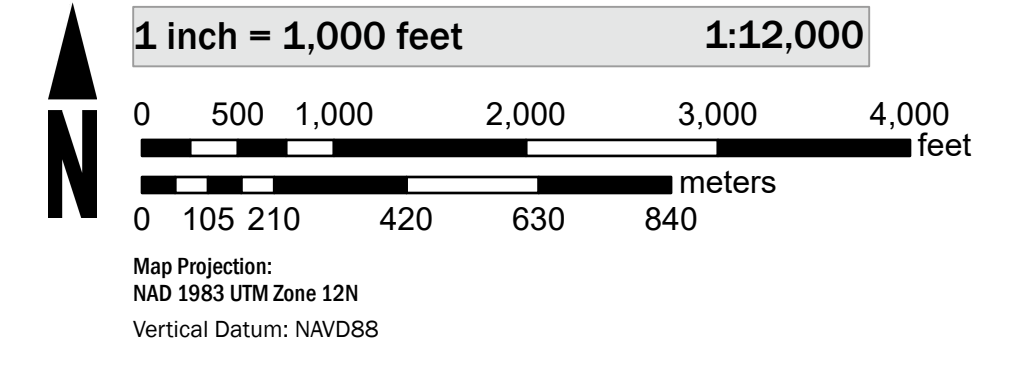 1 inch = 1,000 feet 1:12,000
0 500 1,000 2,000 3,000 4,000
feet
meters
0 105 210 420 630 840
N
Map Projection:
NAD 1983 UTM Zone 12N
Vertical Datum: NAVD88